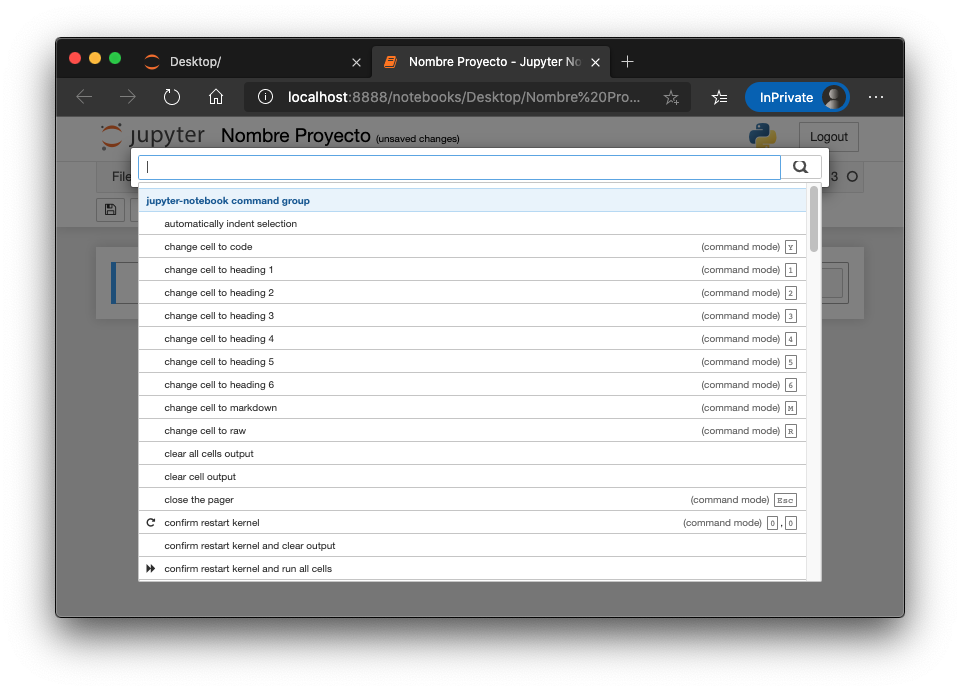 Desktop/
Nombre Proyecto - Jupyter No
localhost:8888/notebooks/Desktop/Nombre%20Pro...
InPrivate
jupyter Nombre Proyecto (unsaved changes)
Logout
File
3
jupyter-notebook command group
automatically indent selection
change cell to code (command mode) Y
change cell to heading 1 (command mode) 1
change cell to heading 2 (command mode) 2
change cell to heading 3 (command mode) 3
change cell to heading 4 (command mode) 4
change cell to heading 5 (command mode) 5
change cell to heading 6 (command mode) 6
change cell to markdown (command mode) M
change cell to raw (command mode) R
clear all cells output
clear cell output
close the pager (command mode) Esc
confirm restart kernel (command mode) 0 , 0
confirm restart kernel and clear output
confirm restart kernel and run all cells